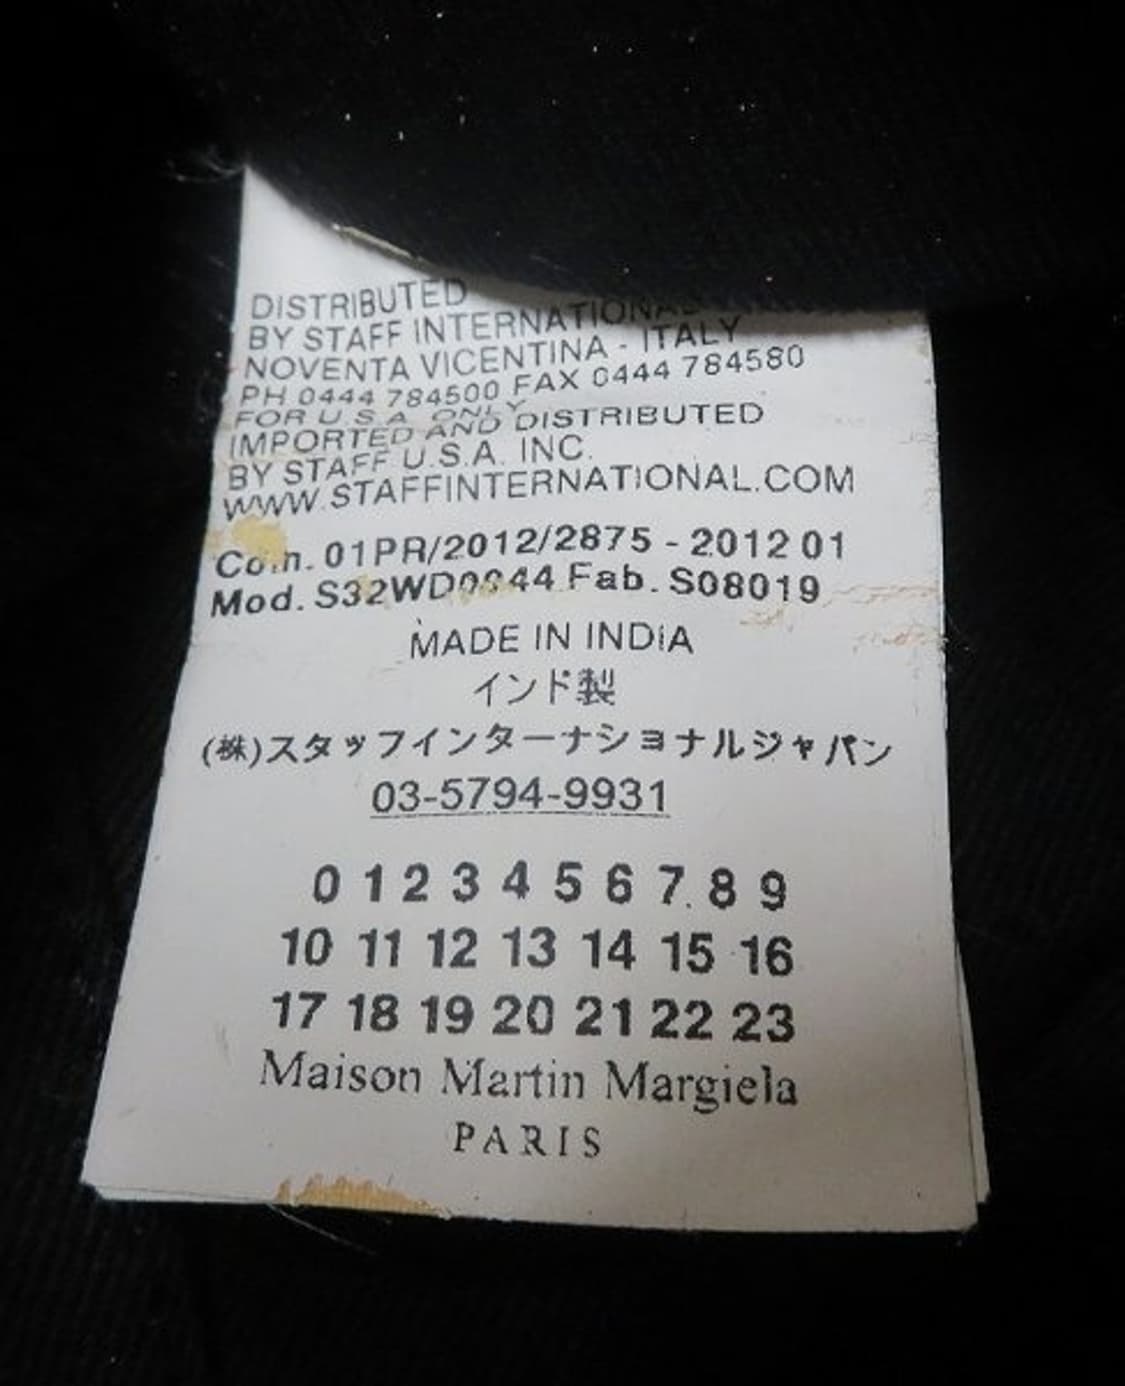 DISTRIBUTED
BY STAFF INTERNATIONAL
NOVENTA VICENTINA - ITALY
PH 0444 784500 FAX 0444 784580
FOR U.S.A. ONLY
IMPORTED AND DISTRIBUTED
BY STAFF U.S.A. INC.
WWW.STAFFINTERNATIONAL.COM
Com. 01PR/2012/2875 - 2012 01
Mod. Fab. S08019
MADE IN INDIA
インド製
(株)スタッフインターナショナルジャパン
03-5794-9931
0 1 2 3 4 5 6 7 8 9
10 11 12 13 14 15 16
17 18 19 20 21 22 23
Maison Martin Margiela
PARIS